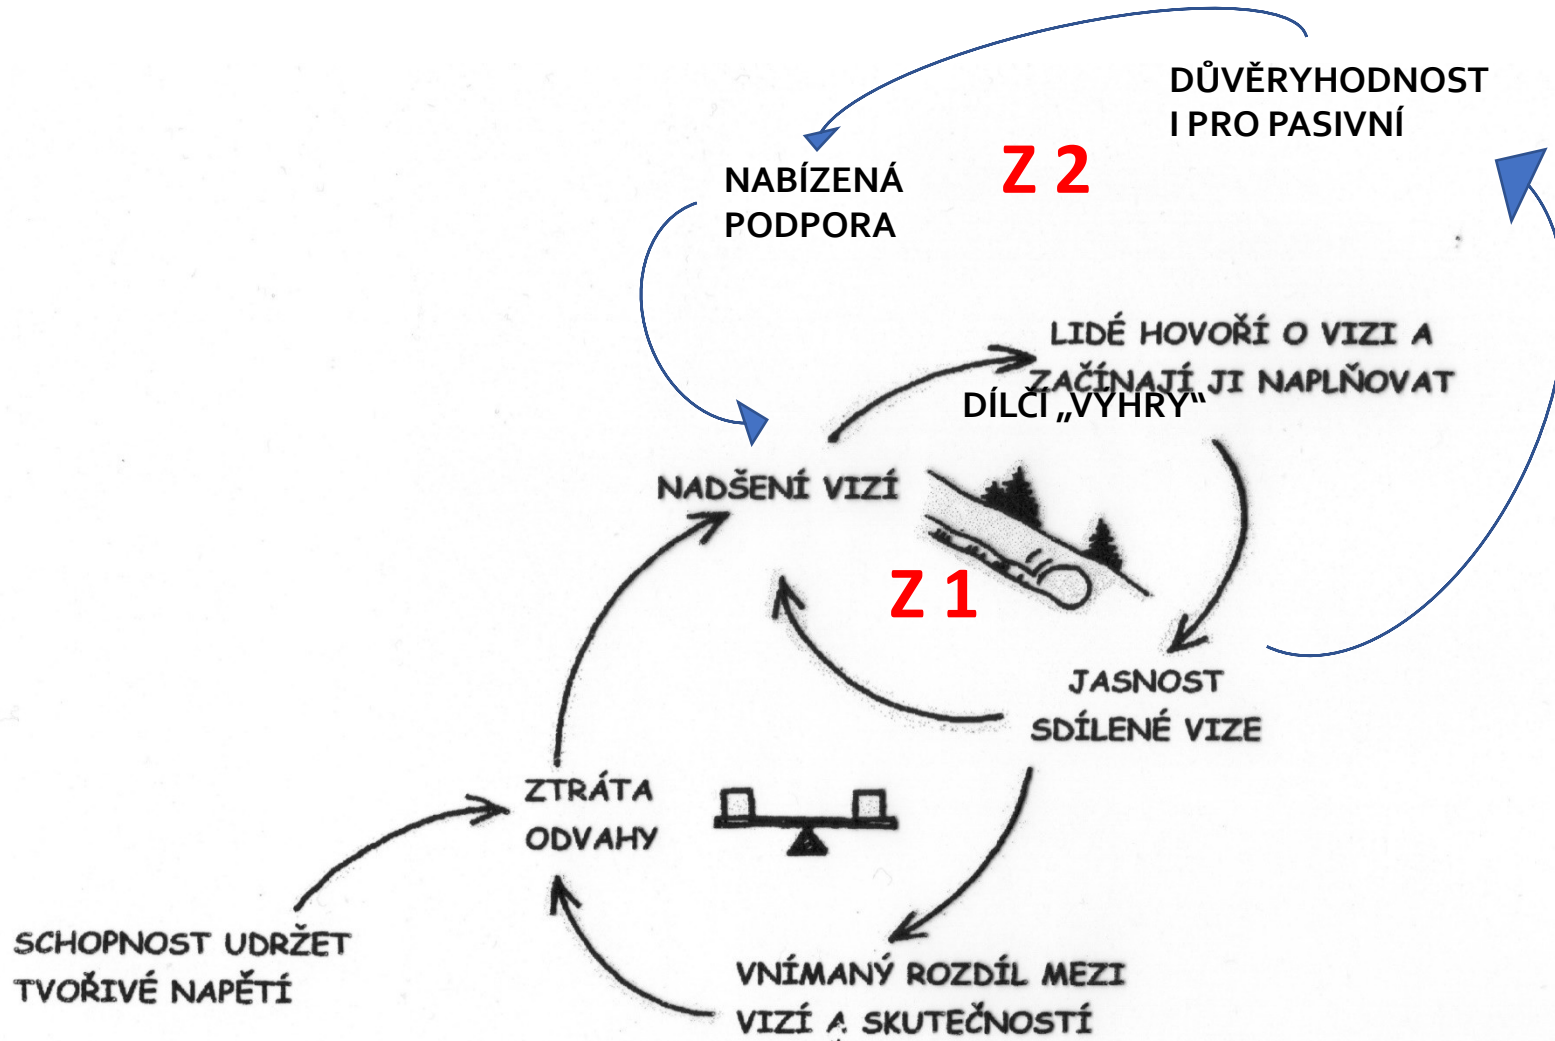 DŮVĚRYHODNOST
I PRO PASIVNÍ
Z 2
NABÍZENÁ
PODPORA
LIDÉ HOVOŘÍ O VIZI A
ZAČÍNAJÍ JI NAPLŇOVAT
DÍLČÍ „VÝHRY“
NADŠENÍ VIZÍ
Z 1
JASNOST
SDÍLENÉ VIZE
ZTRÁTA
ODVAHY
SCHOPNOST UDRŽET
TVOŘIVÉ NAPĚTÍ
VNÍMANÝ ROZDÍL MEZI
VIZÍ A SKUTEČNOSTÍ